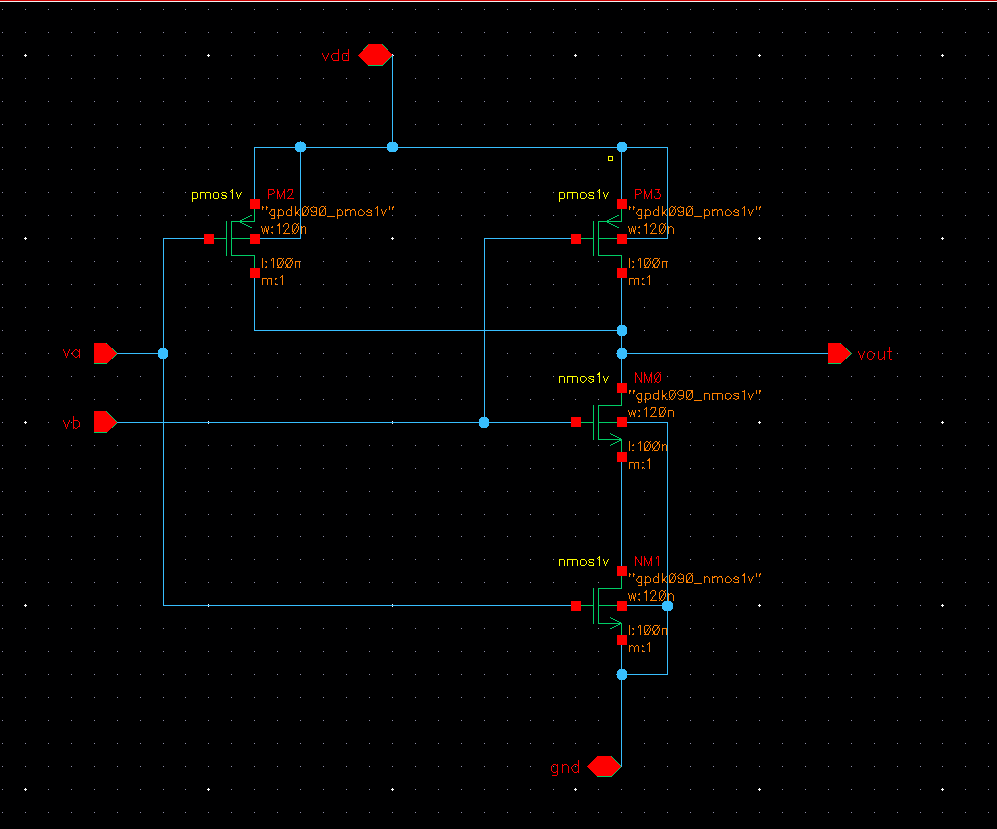 vdd
pmos1v PM2
"gpdk090_pmos1v"
w:120n
l:100n
m:1
pmos1v PM3
"gpdk090_pmos1v"
w:120n
l:100n
m:1
va
vout
vb
nmos1v NM0
"gpdk090_nmos1v"
w:120n
l:100n
m:1
nmos1v NM1
"gpdk090_nmos1v"
w:120n
l:100n
m:1
gnd